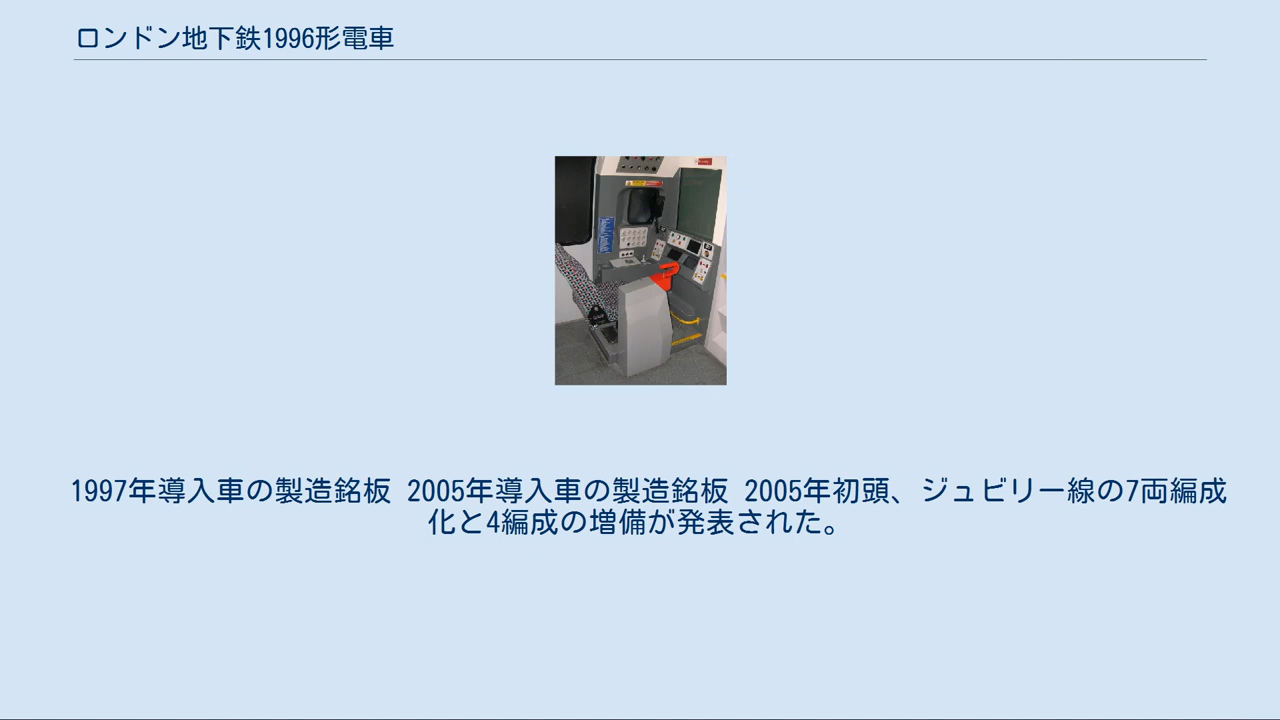 ロンドン地下鉄1996形電車
1997年導入車の製造銘板 2005年導入車の製造銘板 2005年初頭、ジュビリー線の7両編成
化と4編成の増備が発表された。